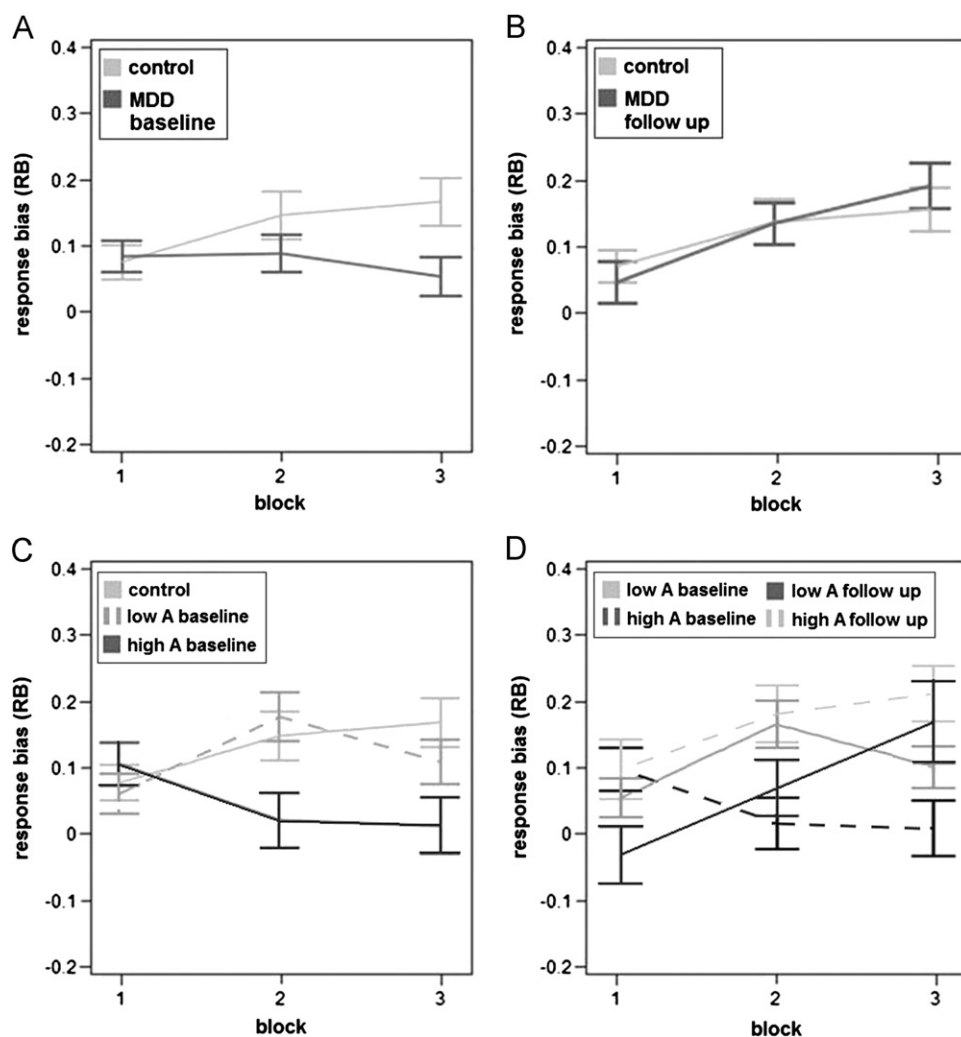 A
0.4
0.3
0.2
0.1
0
-0.1
-0.2
response bias (RB)
control
MDD
baseline
1 2 3
block
B
0.4
0.3
0.2
0.1
0
-0.1
-0.2
response bias (RB)
control
MDD
follow up
1 2 3
block
C
0.4
0.3
0.2
0.1
0
-0.1
-0.2
response bias (RB)
control
low A baseline
high A baseline
1 2 3
block
D
0.4
0.3
0.2
0.1
0
-0.1
-0.2
response bias (RB)
low A baseline low A follow up
high A baseline high A follow up
1 2 3
block